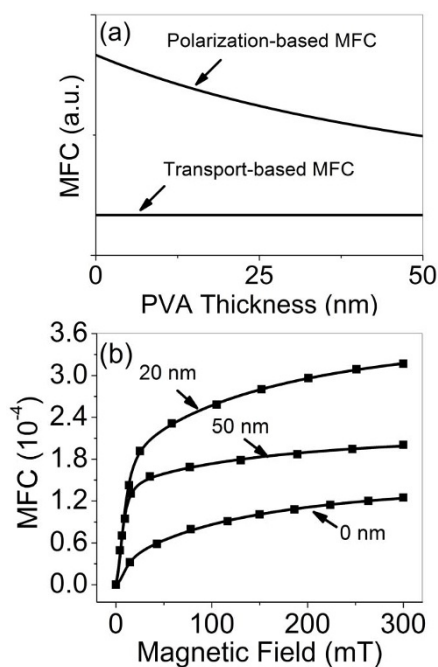 (a)
Polarization-based MFC
Transport-based MFC
MFC (a.u.)
0 25 50
PVA Thickness (nm)
(b)
20 nm
50 nm
0 nm
MFC (10⁻⁴)
3.6
3.0
2.4
1.8
1.2
0.6
0.0
0 100 200 300
Magnetic Field (mT)